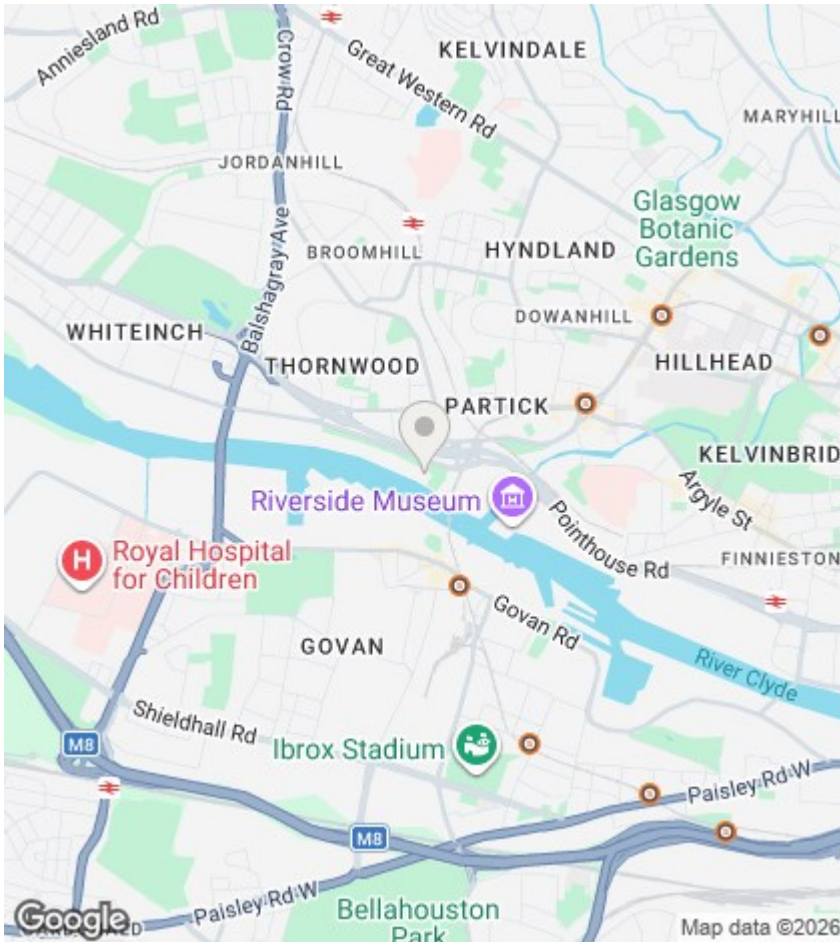 Anniesland Rd
Crow Rd
Great Western Rd
KELVINDALE
MARYHILL
JORDANHILL
Balshagray Ave
BROOMHILL
HYNDLAND
Glasgow
Botanic
Gardens
DOWANHILL
WHITEINCH
THORNWOOD
HILLHEAD
PARTICK
KELVINBRID
Argyle St
Riverside Museum
Pointhouse Rd
FINNIESTON
H
Royal Hospital
for Children
Govan Rd
GOVAN
River Clyde
Shieldhall Rd
M8
Ibrox Stadium
Paisley Rd W
M8
Paisley Rd W
Bellahouston
Park
Google
Map data ©2025